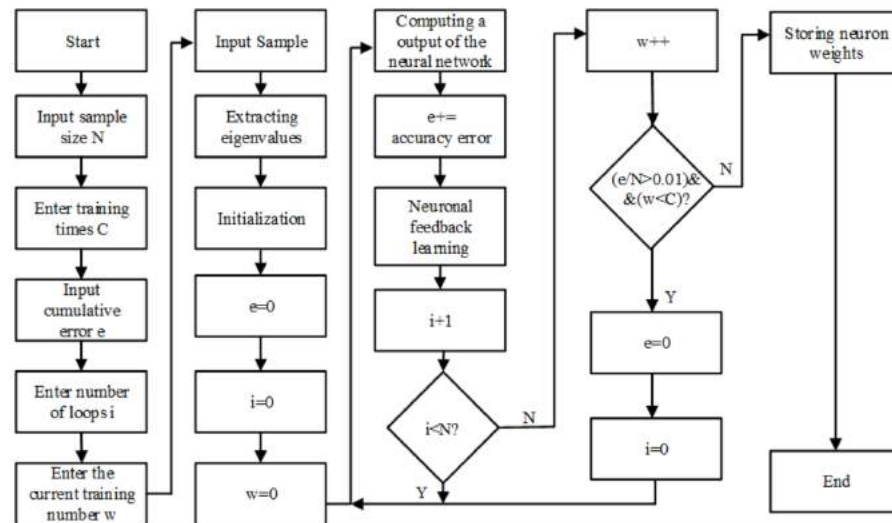 Start
Input sample
size N
Enter training
times C
Input
cumulative
error e
Enter number
of loops i
Enter the
current training
number w
Input Sample
Extracting
eigenvalues
Initialization
e=0
i=0
w=0
Computing a
output of the
neural network
e+=
accuracy error
Neuronal
feedback
learning
i+1
i<N?
N
Y
w++
(e/N>0.01)&
&(w<C)?
N
Y
e=0
i=0
Storing neuron
weights
End